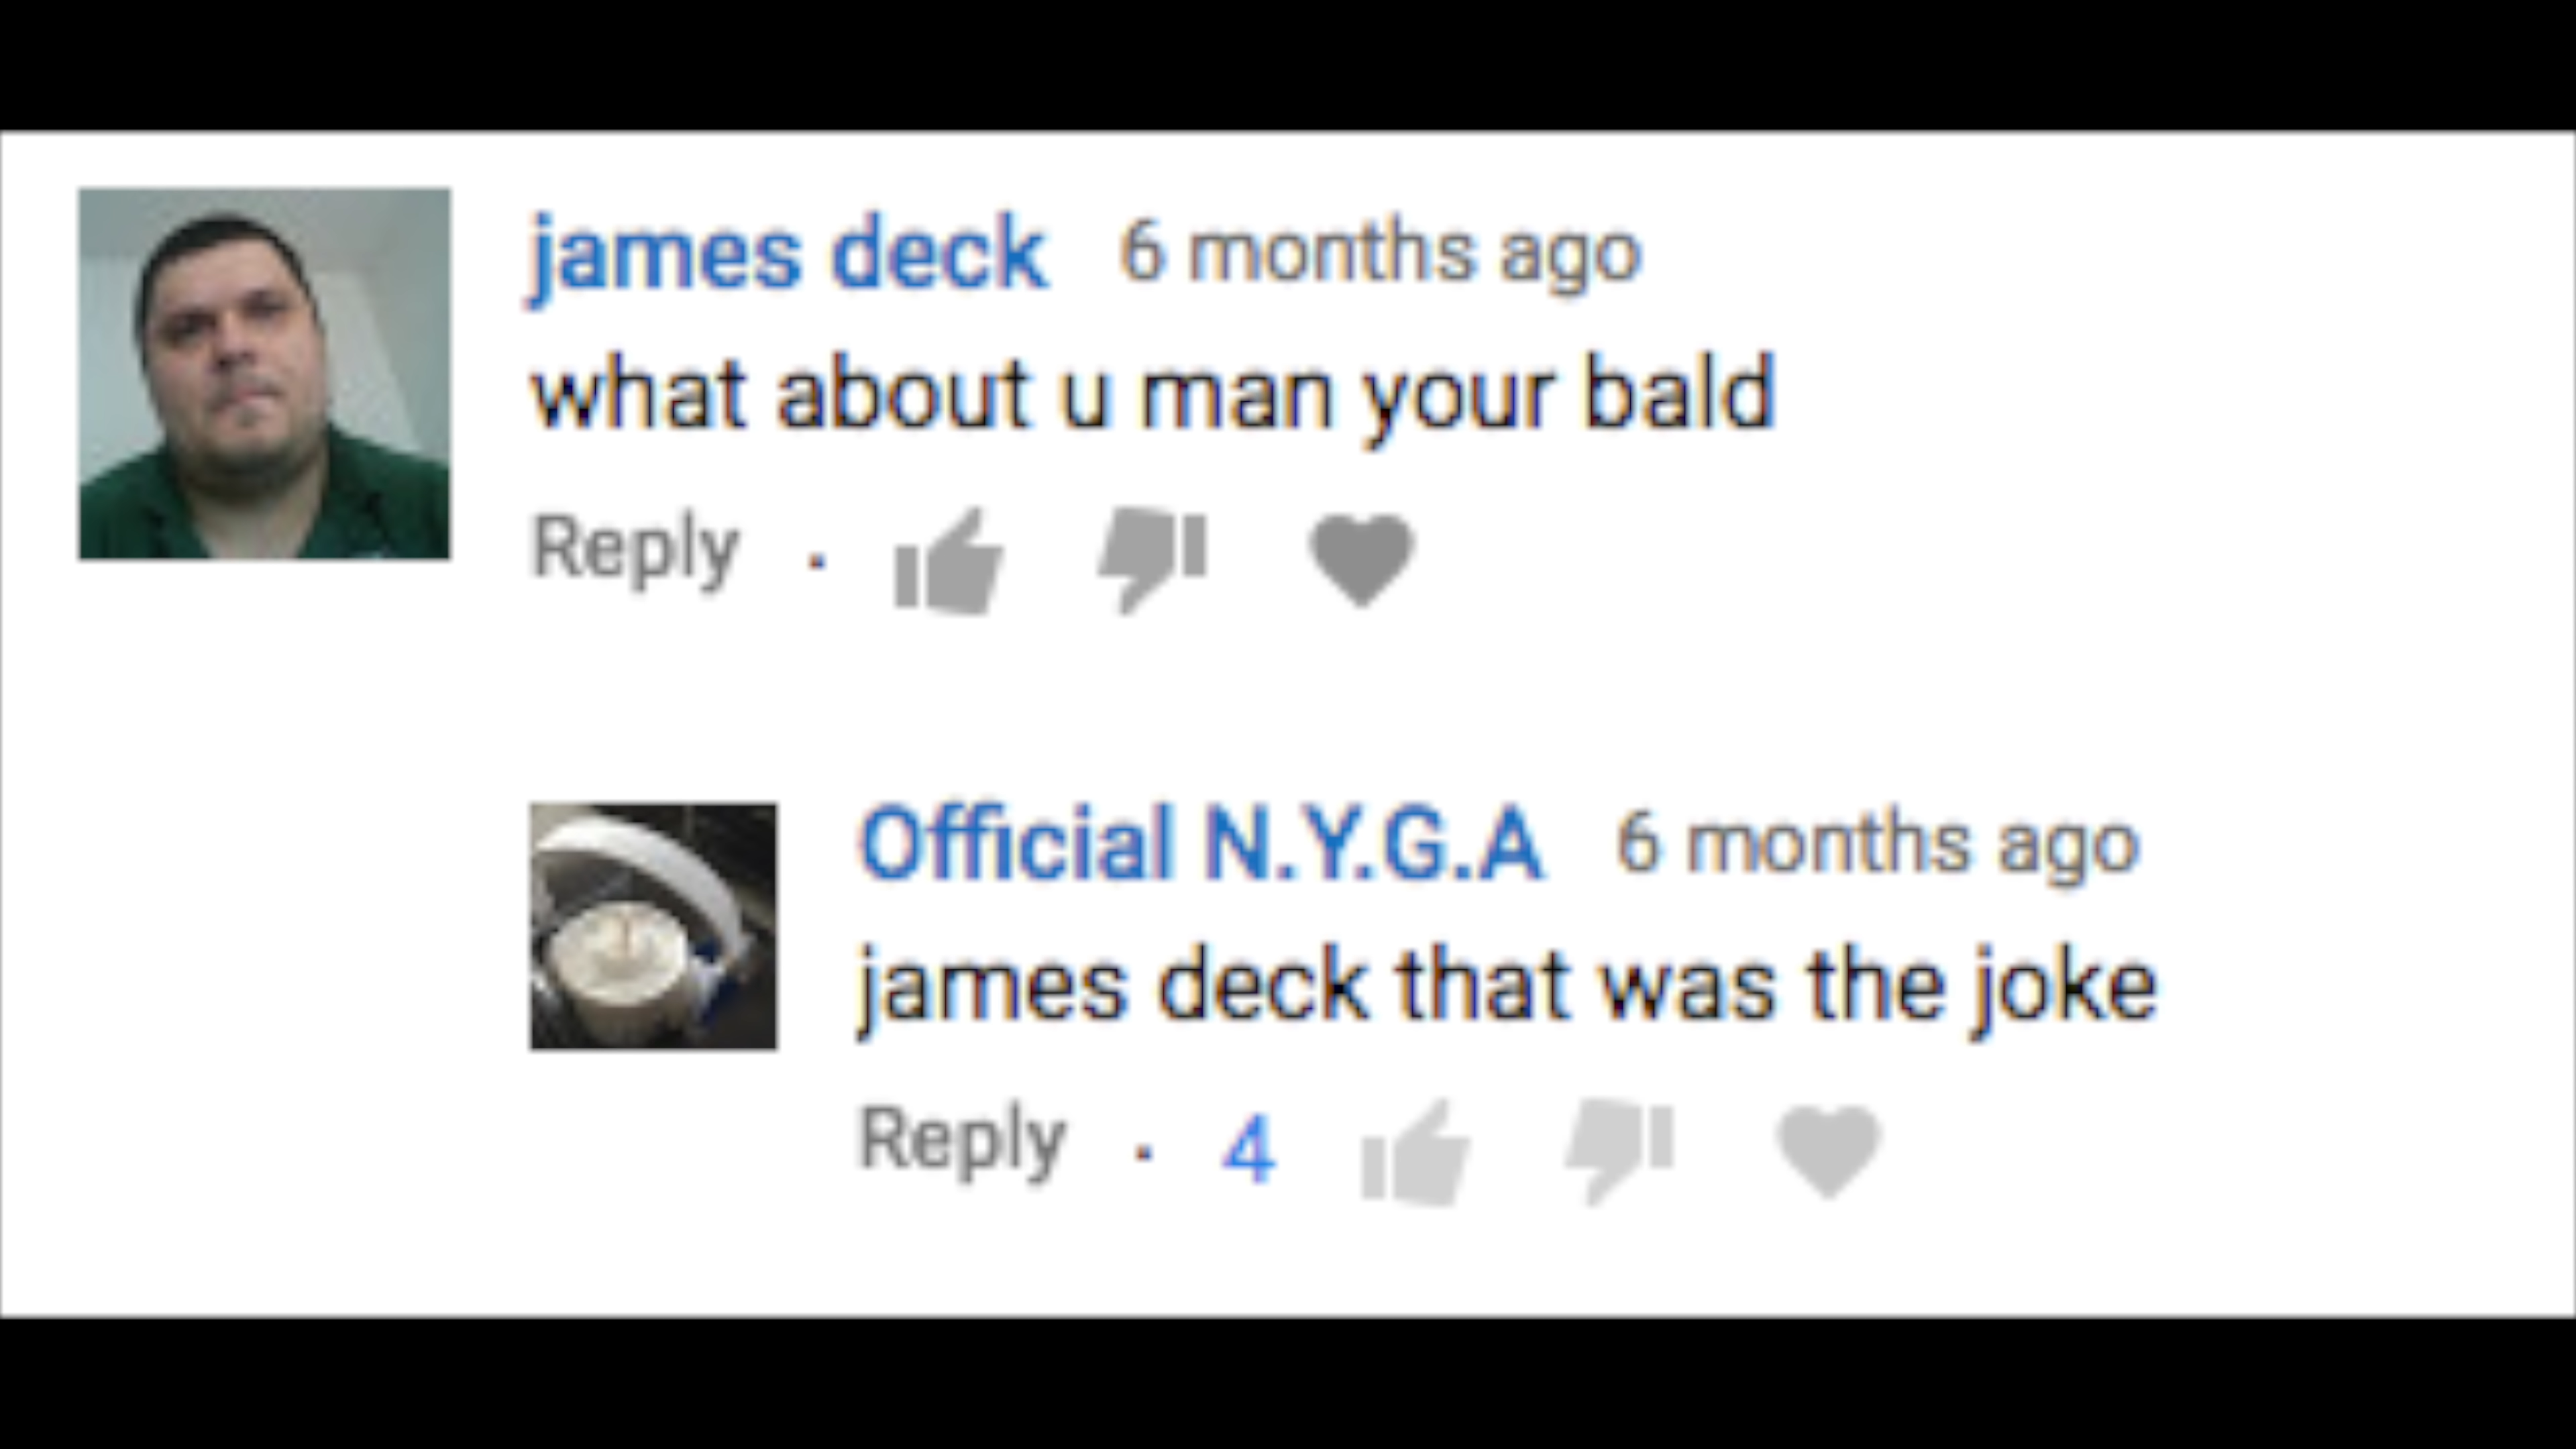 james deck 6 months ago
what about u man your bald
Reply ·
Official N.Y.G.A 6 months ago
james deck that was the joke
Reply · 4